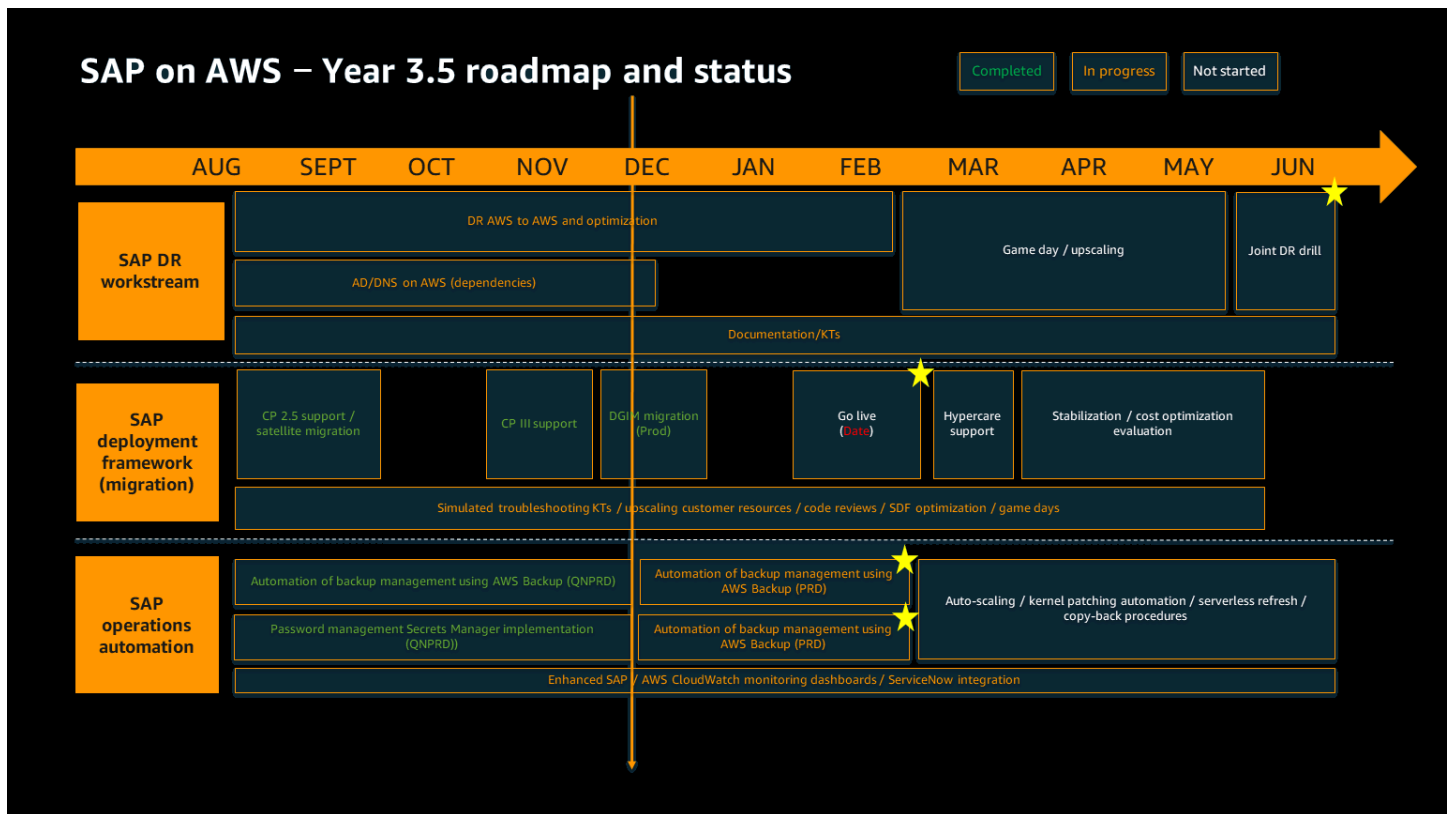 SAP on AWS – Year 3.5 roadmap and status
Completed
In progress
Not started
AUG SEPT OCT NOV DEC JAN FEB MAR APR MAY JUN
SAP DR
workstream
DR AWS to AWS and optimization
AD/DNS on AWS (dependencies)
Game day / upscaling
Joint DR drill
Documentation/KTs
SAP
deployment
framework
(migration)
CP 2.5 support /
satellite migration
CP III support
DGIM migration
(Prod)
Go live
(Date)
Hypercare
support
Stabilization / cost optimization
evaluation
Simulated troubleshooting KTs / upscaling customer resources / code reviews / SDF optimization / game days
SAP
operations
automation
Automation of backup management using AWS Backup (QNPRD)
Automation of backup management using
AWS Backup (PRD)
Password management Secrets Manager implementation
(QNPRD))
Automation of backup management using
AWS Backup (PRD)
Auto-scaling / kernel patching automation / serverless refresh /
copy-back procedures
Enhanced SAP / AWS CloudWatch monitoring dashboards / ServiceNow integration